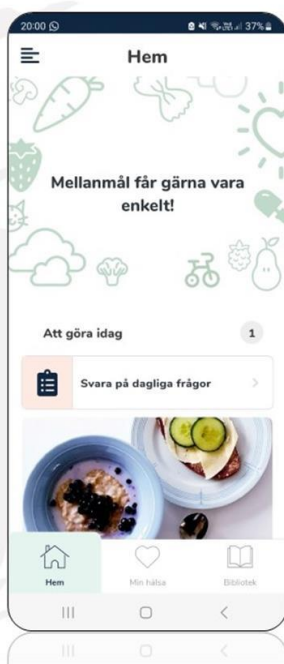 20:00
37%
Hem
Mellanmål får gärna vara
enkelt!
Att göra idag
1
Svara på dagliga frågor
Hem
Min hälsa
Bibliotek